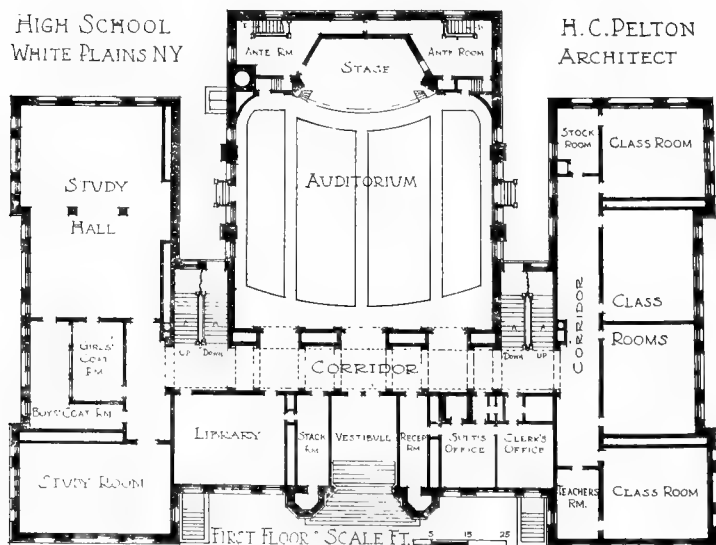 HIGH SCHOOL
WHITE PLAINS NY
H.C. PELTON
ARCHITECT
ANTE RM
ANTE ROOM
STAGE
STOCK ROOM
CLASS ROOM
STUDY
HALL
AUDITORIUM
CORRIDOR
CLASS
ROOMS
GIRLS'
COAT
RM.
UP
DOWN
DOWN
UP
CORRIDOR
BOYS' COAT RM
LIBRARY
STACK
RM
VESTIBULE
RECEP
RM.
SUPT'S
OFFICE
CLERK'S
OFFICE
STUDY ROOM
TEACHERS
RM.
CLASS ROOM
FIRST FLOOR - SCALE FT.
5 15 25